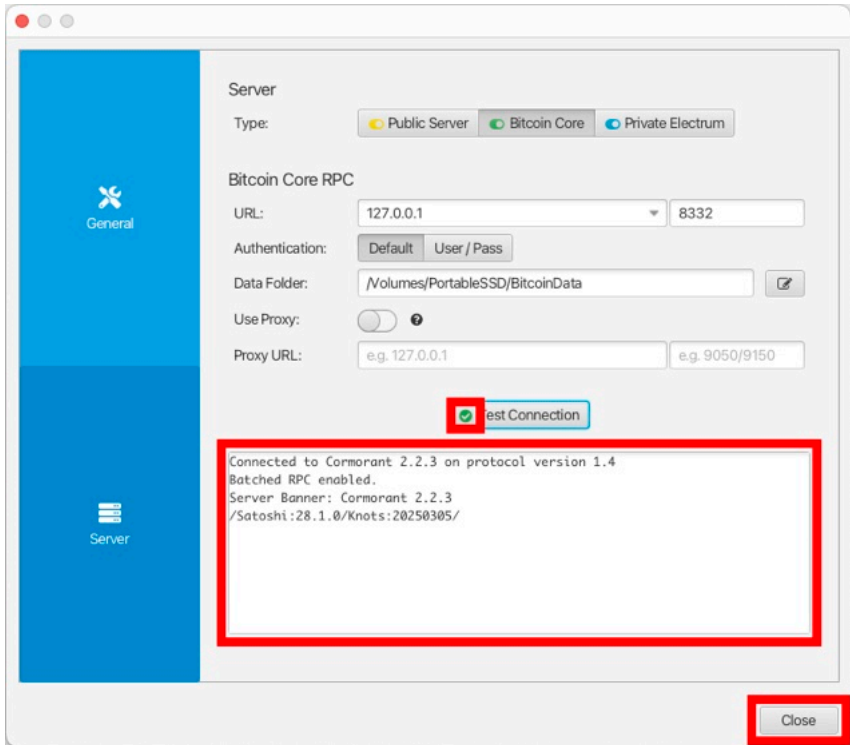 Server
Type: Public Server Bitcoin Core Private Electrum
Bitcoin Core RPC
General
URL: 127.0.0.1 8332
Authentication: Default User / Pass
Data Folder: /Volumes/PortableSSD/BitcoinData
Use Proxy:
Proxy URL: e.g. 127.0.0.1 e.g. 9050/9150
Test Connection
Connected to Cormorant 2.2.3 on protocol version 1.4
Batched RPC enabled.
Server Banner: Cormorant 2.2.3
/Satoshi:28.1.0/Knots:20250305/
Server
Close